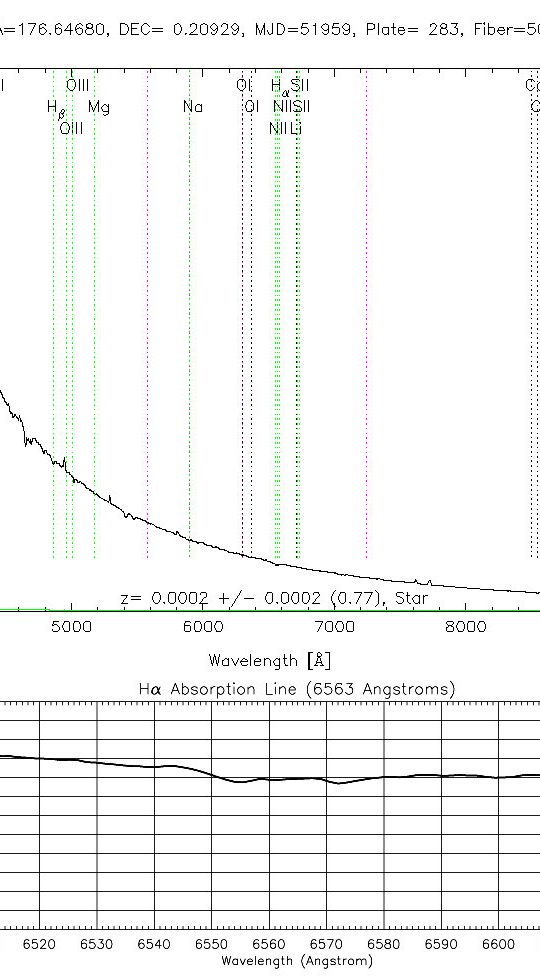 =176.64680, DEC= 0.20929, MJD=51959, Plate= 283, Fiber=50
OIII OI Hα SII
Hβ Mg Na OI NII SII
OIII NII Li
z= 0.0002 +/- 0.0002 (0.77), Star
5000 6000 7000 8000
Wavelength [Å]
Hα Absorption Line (6563 Angstroms)
6520 6530 6540 6550 6560 6570 6580 6590 6600
Wavelength (Angstrom)